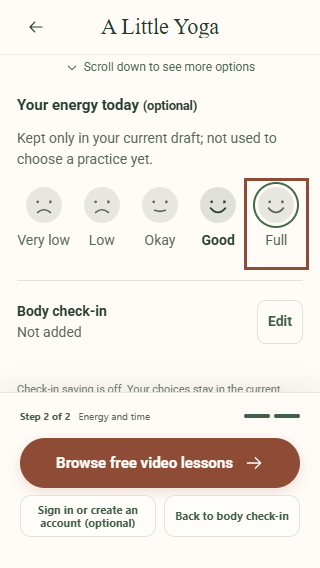 A Little Yoga
Scroll down to see more options
Your energy today (optional)
Kept only in your current draft; not used to
choose a practice yet.
Very low Low Okay Good Full
Body check-in
Not added
Edit
Check-in saving is off. Your choices stay in the current
Step 2 of 2 Energy and time
Browse free video lessons
Sign in or create an
account (optional)
Back to body check-in